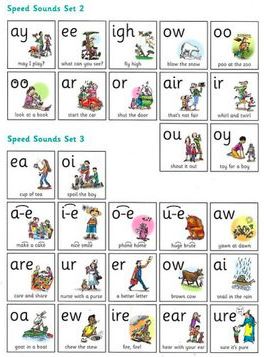 Speed Sounds Set 2
ay ee igh ow oo
may I play? what can you see? fly high blow the snow poo at the zoo
oo ar or air ir
look at a book start the car shut the door that's not fair whirl and twirl
ou oy
shout it out toy for a boy
Speed Sounds Set 3
ea oi
cup of tea spoil the boy
a-e i-e o-e u-e aw
make a cake nice smile phone home huge brute yawn at dawn
are ur er ow ai
care and share nurse with a purse a better letter brown cow snail in the rain
oa ew ire ear ure
goat in a boat chew the stew fire, fire! hear with your ear sure it's pure